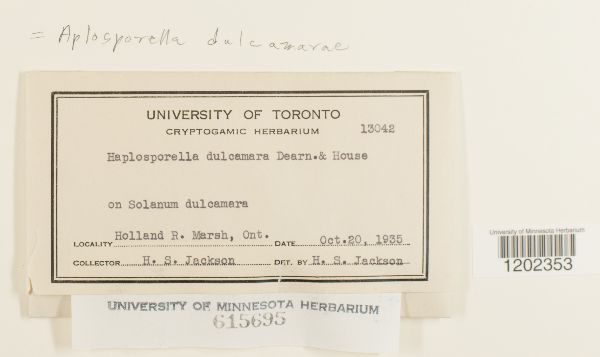 = Aplosporella dulcamarae
UNIVERSITY OF TORONTO
CRYPTOGAMIC HERBARIUM 13042
Haplosporella dulcamara Dearn.& House
on Solanum dulcamara
LOCALITY Holland R. Marsh, Ont. DATE Oct.20, 1935
COLLECTOR H. S. Jackson DET. BY H. S. Jackson
University of Minnesota Herbarium
1202353
UNIVERSITY OF MINNESOTA HERBARIUM
615695